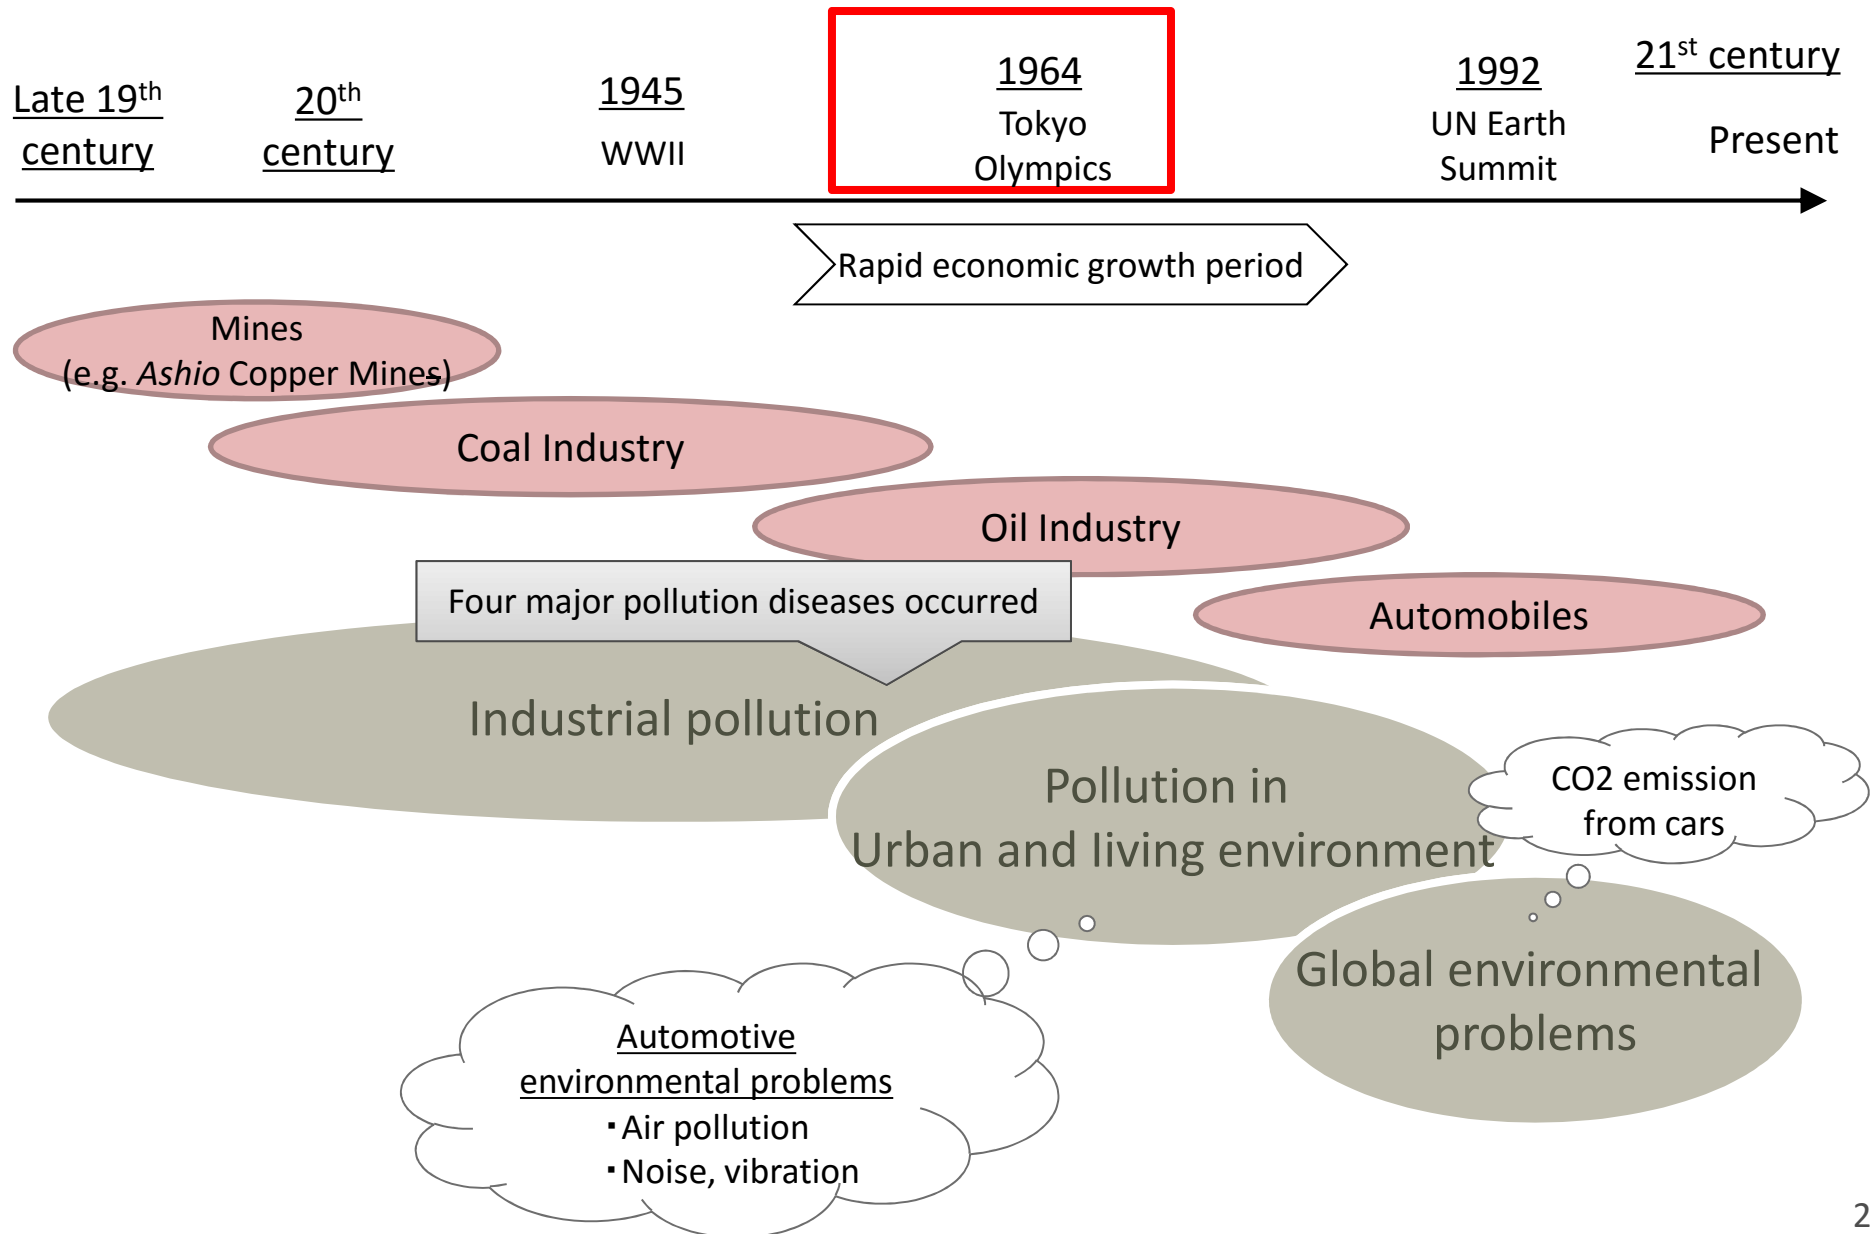 Late 19th
century
20th
century
1945
WWII
1964
Tokyo
Olympics
1992
UN Earth
Summit
21st century
Present
Rapid economic growth period
Mines
(e.g. Ashio Copper Mines)
Coal Industry
Oil Industry
Automobiles
Four major pollution diseases occurred
Industrial pollution
Pollution in
Urban and Iiving environment
CO2 emission
from cars
Global environmental
problems
Automotive
environmental problems
・Air pollution
・Noise, vibration
2